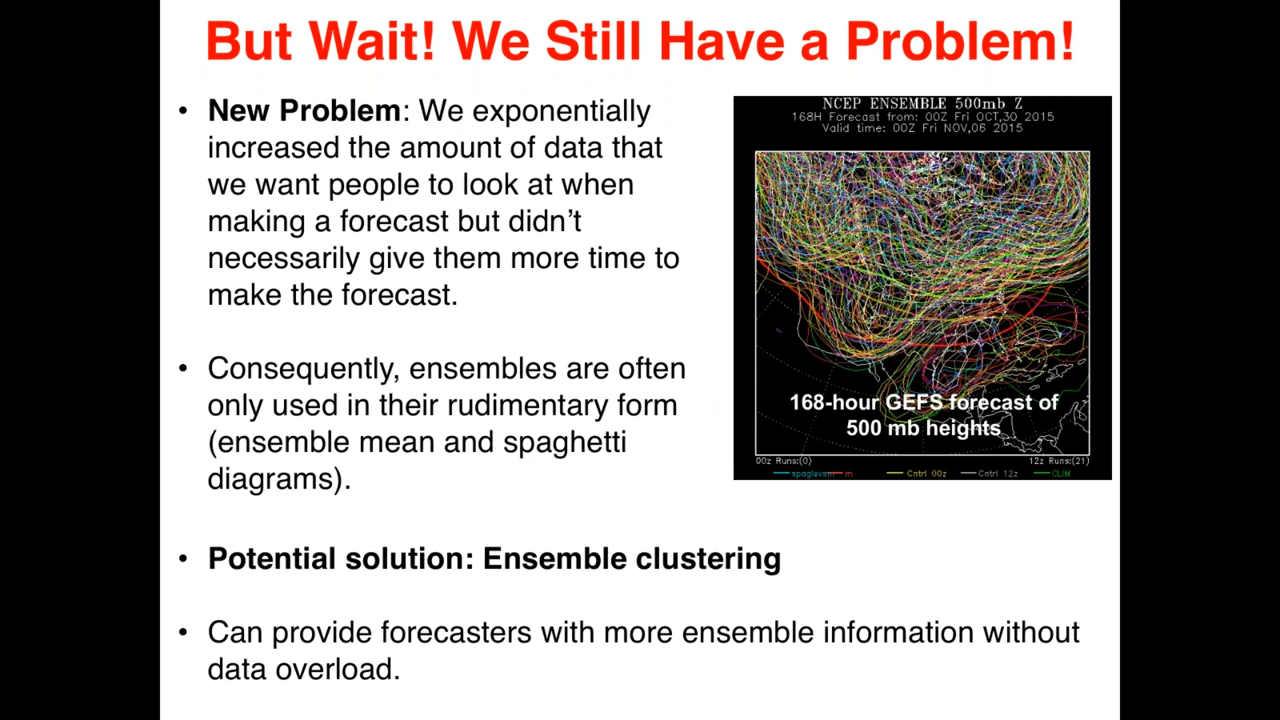 But Wait! We Still Have a Problem!
• New Problem: We exponentially
increased the amount of data that
we want people to look at when
making a forecast but didn’t
necessarily give them more time to
make the forecast.
• Consequently, ensembles are often
only used in their rudimentary form
(ensemble mean and spaghetti
diagrams).
• Potential solution: Ensemble clustering
• Can provide forecasters with more ensemble information without
data overload.
NCEP ENSEMBLE 500mb Z
168H Forecast from: 00Z Fri OCT,30 2015
Valid time: 00Z Fri NOV,06 2015
168-hour GEFS forecast of
500 mb heights
00z Runs:(0) 12z Runs:(21)
Cntrl 00z Cntrl 12z CLIM